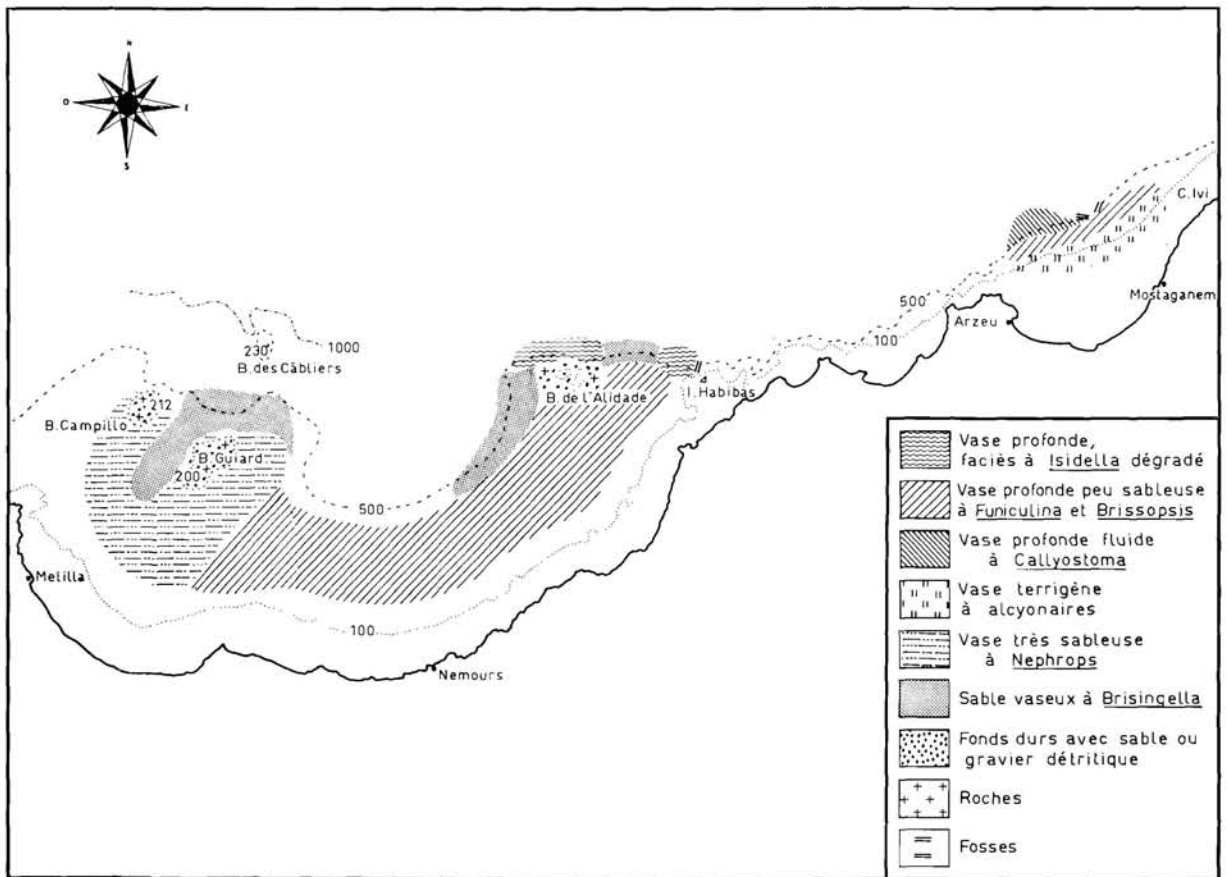 N
O
E
S
C. Ivi
Mostaganem
500
Arzeu
100
230
1000
B. des Câbliers
212
B. Campillo
B. de l'Alidade
I. Habibas
B. Guiard
200
500
Melilla
100
Nemours
Vase profonde,
faciès à Isidella dégradé
Vase profonde peu sableuse
à Funiculina et Brissopsis
Vase profonde fluide
à Callyostoma
Vase terrigène
à alcyonaires
Vase très sableuse
à Nephrops
Sable vaseux à Brisingella
Fonds durs avec sable ou
gravier détritique
Roches
Fosses